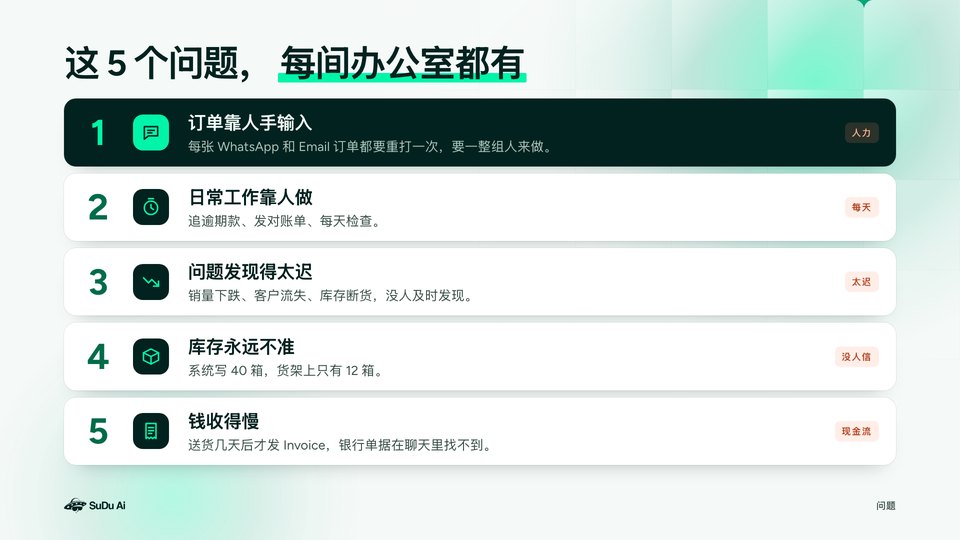 这 5 个问题，每间办公室都有
1
订单靠人手输入
每张 WhatsApp 和 Email 订单都要重打一次，要一整组人来做。
人力
2
日常工作靠人做
追逾期款、发对账单、每天检查。
每天
3
问题发现得太迟
销量下跌、客户流失、库存断货，没人及时发现。
太迟
4
库存永远不准
系统写 40 箱，货架上只有 12 箱。
没人信
5
钱收得慢
送货几天后才发 Invoice，银行单据在聊天里找不到。
现金流
SuDu Ai
问题